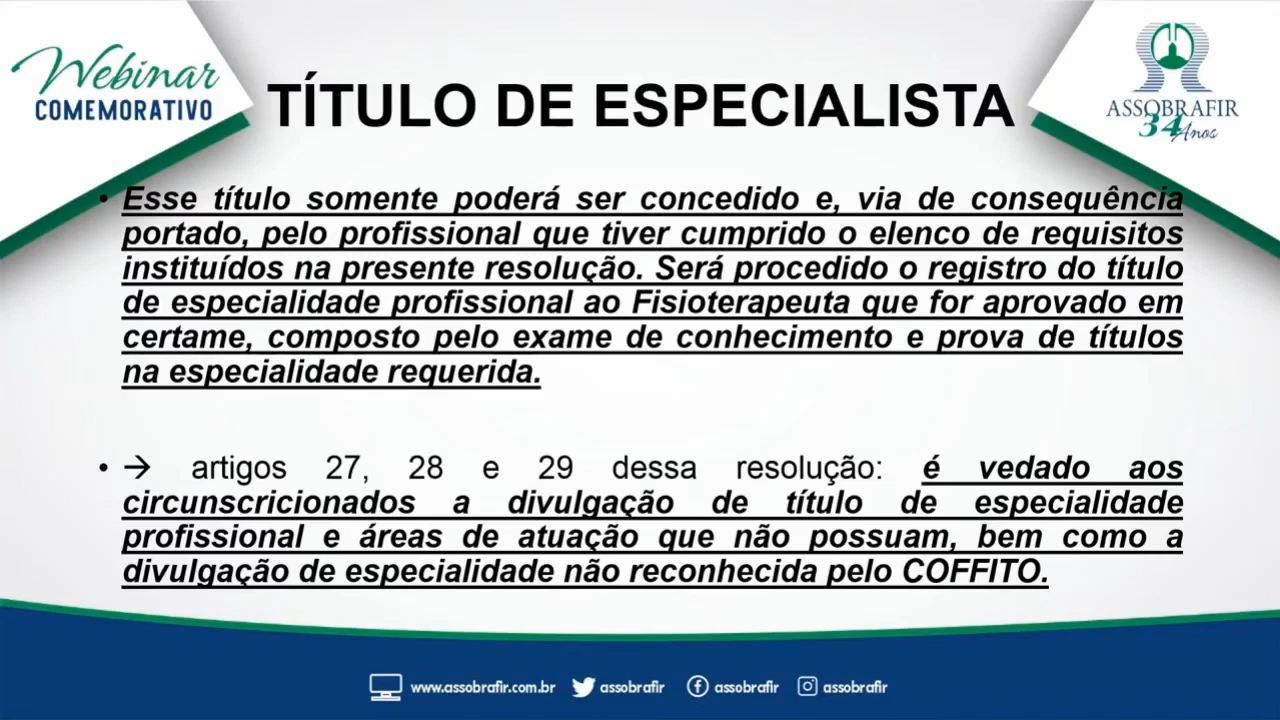 Webinar
COMEMORATIVO
TÍTULO DE ESPECIALISTA
ASSOBRAFIR
34 Anos
• Esse título somente poderá ser concedido e, via de consequência
portado, pelo profissional que tiver cumprido o elenco de requisitos
instituídos na presente resolução. Será procedido o registro do título
de especialidade profissional ao Fisioterapeuta que for aprovado em
certame, composto pelo exame de conhecimento e prova de títulos
na especialidade requerida.
• → artigos 27, 28 e 29 dessa resolução: é vedado aos
circunscricionados a divulgação de título de especialidade
profissional e áreas de atuação que não possuam, bem como a
divulgação de especialidade não reconhecida pelo COFFITO.
www.assobrafir.com.br assobrafir assobrafir assobrafir